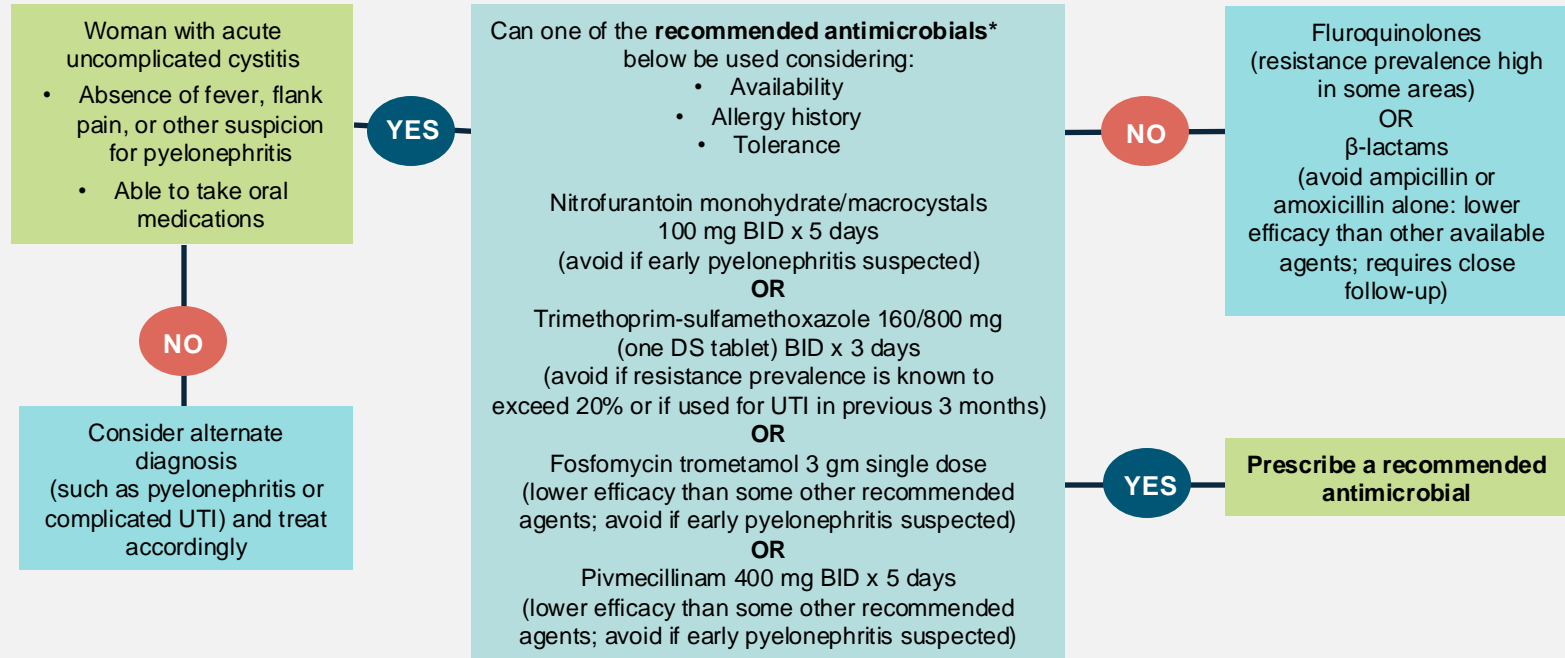 Woman with acute
uncomplicated cystitis
• Absence of fever, flank
pain, or other suspicion
for pyelonephritis
• Able to take oral
medications
YES
NO
Consider alternate
diagnosis
(such as pyelonephritis or
complicated UTI) and treat
accordingly
Can one of the recommended antimicrobials*
below be used considering:
• Availability
• Allergy history
• Tolerance
Nitrofurantoin monohydrate/macrocystals
100 mg BID x 5 days
(avoid if early pyelonephritis suspected)
OR
Trimethoprim-sulfamethoxazole 160/800 mg
(one DS tablet) BID x 3 days
(avoid if resistance prevalence is known to
exceed 20% or if used for UTI in previous 3 months)
OR
Fosfomycin trometamol 3 gm single dose
(lower efficacy than some other recommended
agents; avoid if early pyelonephritis suspected)
OR
Pivmecillinam 400 mg BID x 5 days
(lower efficacy than some other recommended
agents; avoid if early pyelonephritis suspected)
NO
Fluroquinolones
(resistance prevalence high
in some areas)
OR
β-lactams
(avoid ampicillin or
amoxicillin alone: lower
efficacy than other available
agents; requires close
follow-up)
YES
Prescribe a recommended
antimicrobial